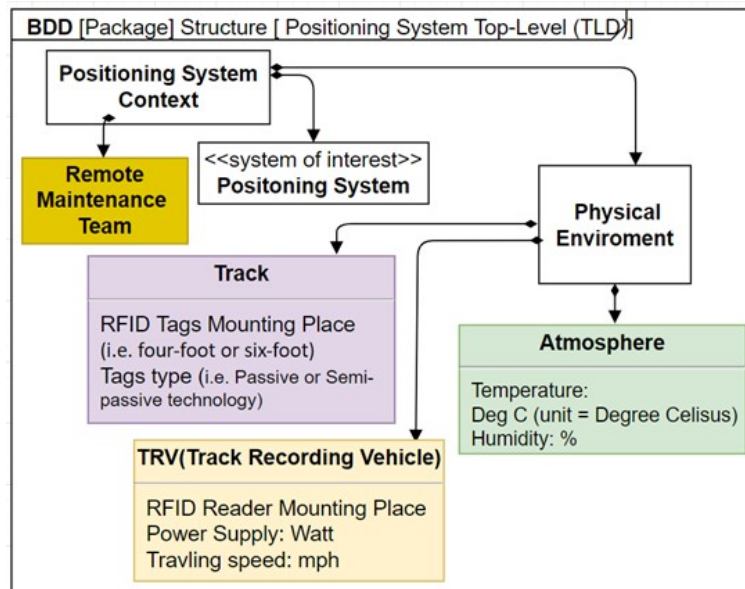 BDD [Package] Structure [ Positioning System Top-Level (TLD)]
Positioning System
Context
<<system of interest>>
Positoning System
Remote
Maintenance
Team
Physical
Enviroment
Track
RFID Tags Mounting Place
(i.e. four-foot or six-foot)
Tags type (i.e. Passive or Semi-
passive technology)
Atmosphere
Temperature:
Deg C (unit = Degree Celisus)
Humidity: %
TRV(Track Recording Vehicle)
RFID Reader Mounting Place
Power Supply: Watt
Travling speed: mph